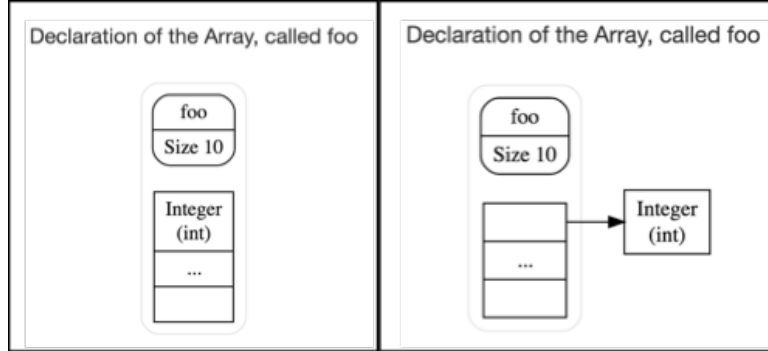 Declaration of the Array, called foo
foo
Size 10
Integer
(int)
...
Declaration of the Array, called foo
foo
Size 10
Integer
(int)
...